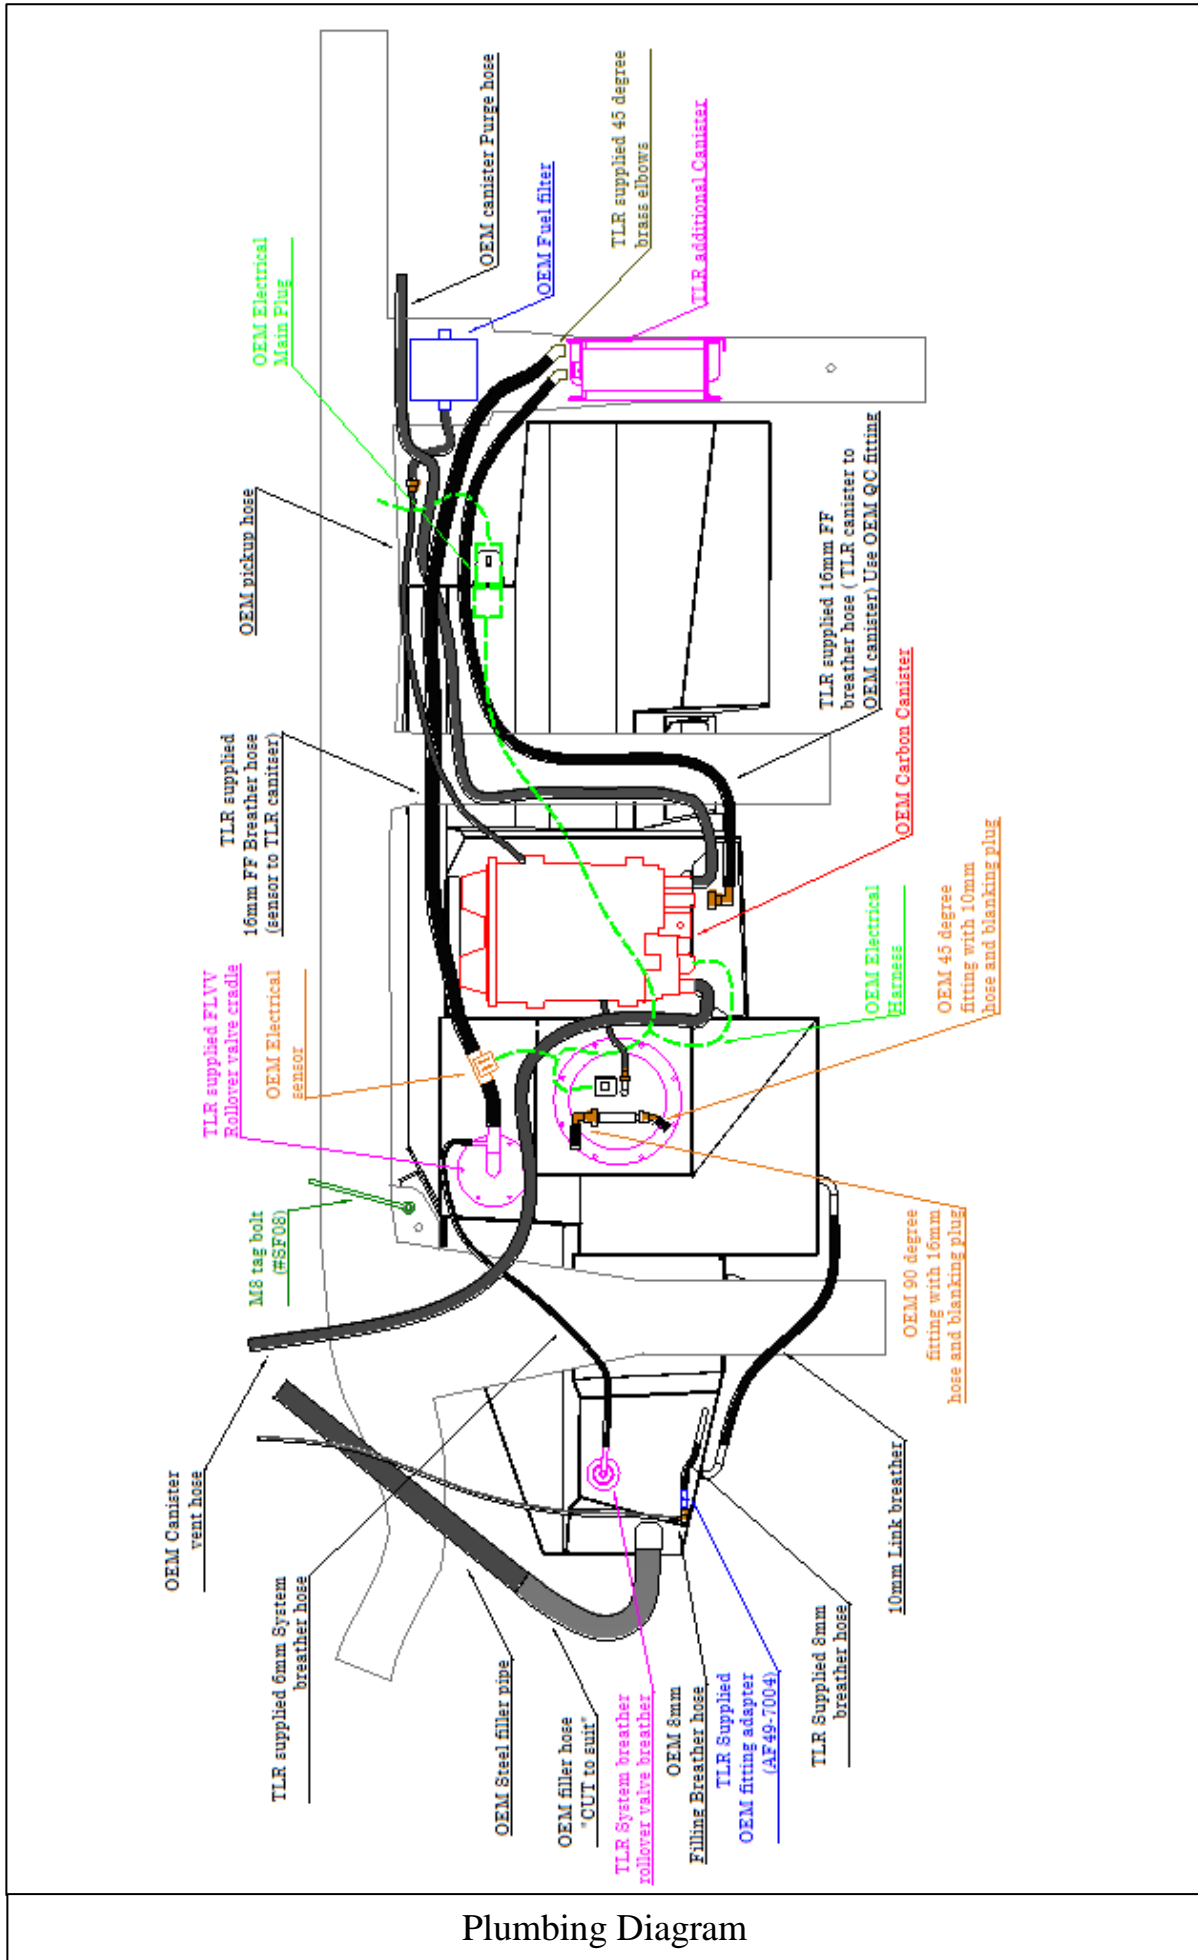 OEM canister Purge hose
OEM Fuel filter
TLR supplied 45 degree
brass elbows
TLR additional Canister
OEM Electrical
Main Plug
OEM pickup hose
TLR supplied 16mm FF
breather hose ( TLR canister to
OEM canister) Use OEM QC fitting
TLR supplied
16mm FF Breather hose
(sensor to TLR canitser)
OEM Carbon Canister
TLR supplied FLVV
Rollover valve cradle
OEM Electrical
sensor
OEM Electrical
Harness
OEM 45 degree
fitting with 10mm
hose and blanking plug
M8 tag bolt
(#SF08)
OEM 90 degree
fitting with 16mm
hose and blanking plug
OEM Canister
vent hose
TLR supplied 6mm System
breather hose
OEM Steel filler pipe
OEM filler hose
"CUT to suit"
TLR System breather
rollover valve breather
OEM 8mm
Filling Breather hose
TLR Supplied
OEM fitting adapter
(AF49-7004)
TLR Supplied 8mm
breather hose
10mm Link breather
Plumbing Diagram